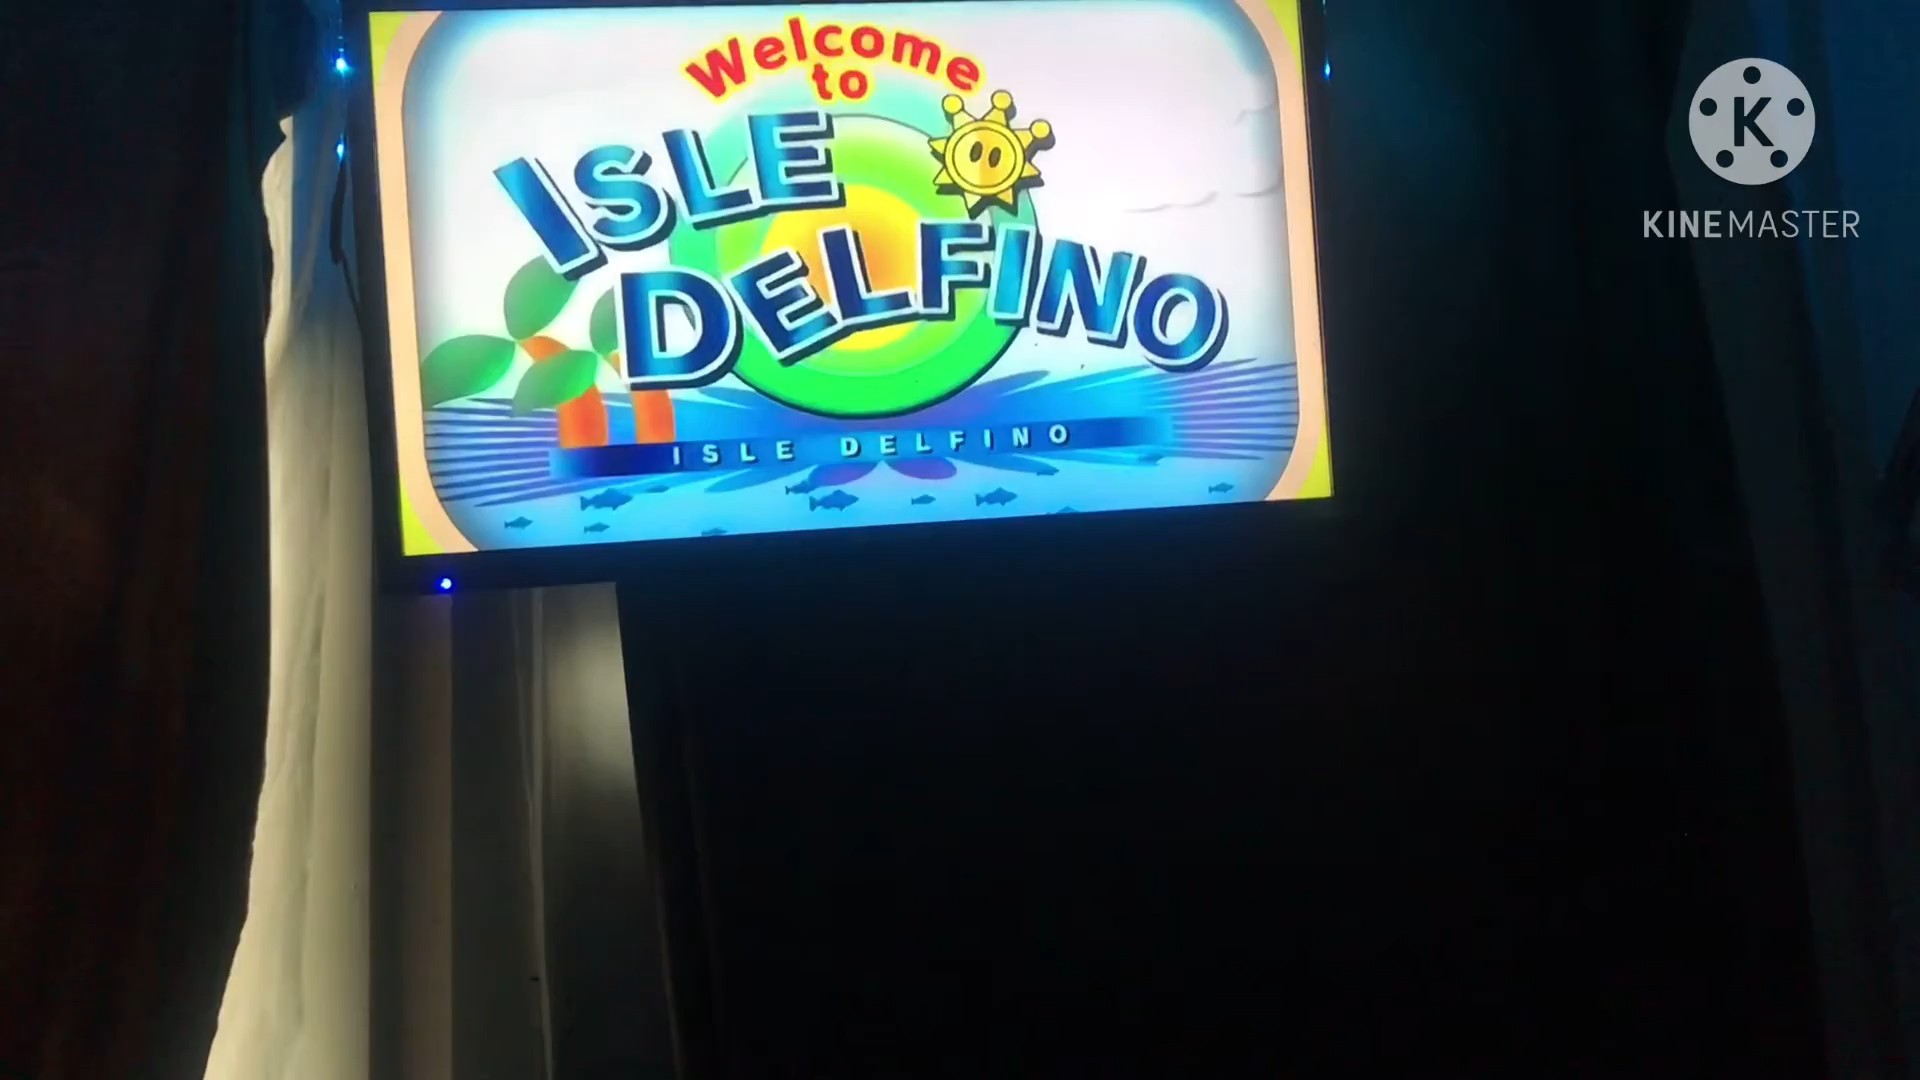 Welcome
to
ISLE
DELFINO
ISLE DELFINO
K
KINEMASTER